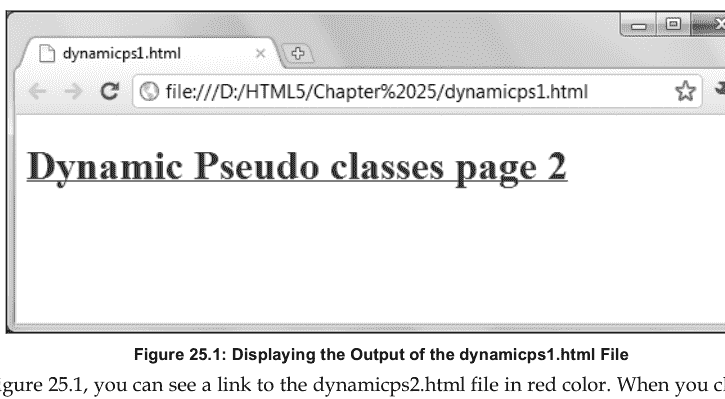 dynamicps1.html
file:///D:/HTML5/Chapter%2025/dynamicps1.html
Dynamic Pseudo classes page 2
Figure 25.1: Displaying the Output of the dynamicps1.html File
igure 25.1, you can see a link to the dynamicps2.html file in red color. When you cl